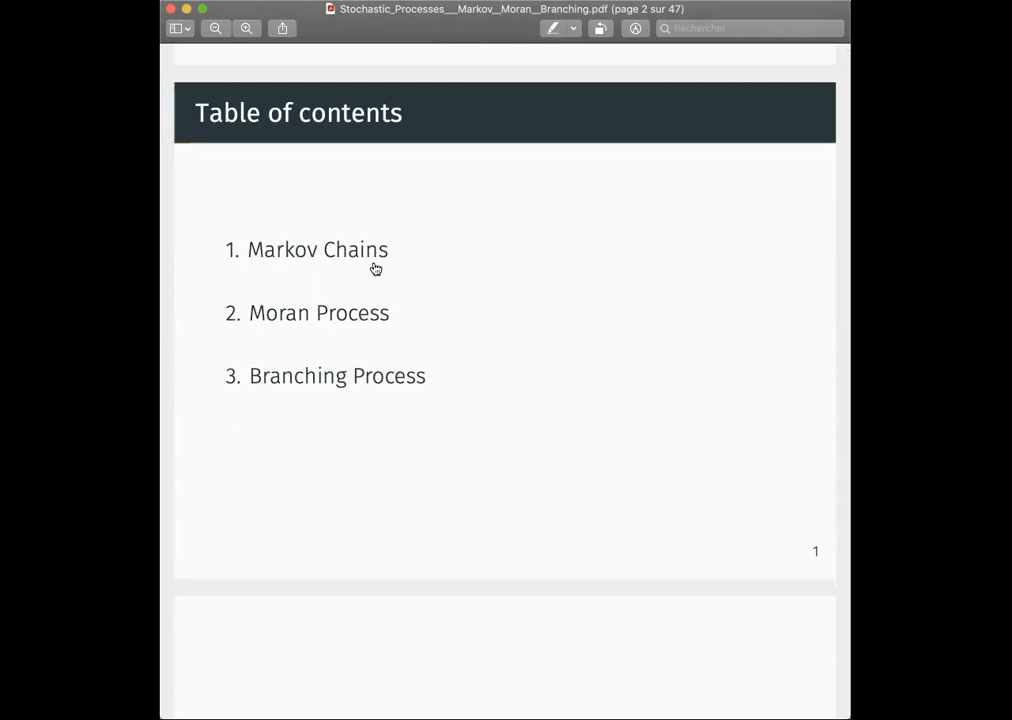 Stochastic_Processes___Markov__Moran__Branching.pdf (page 2 sur 47)
Rechercher
Table of contents
1. Markov Chains
2. Moran Process
3. Branching Process
1